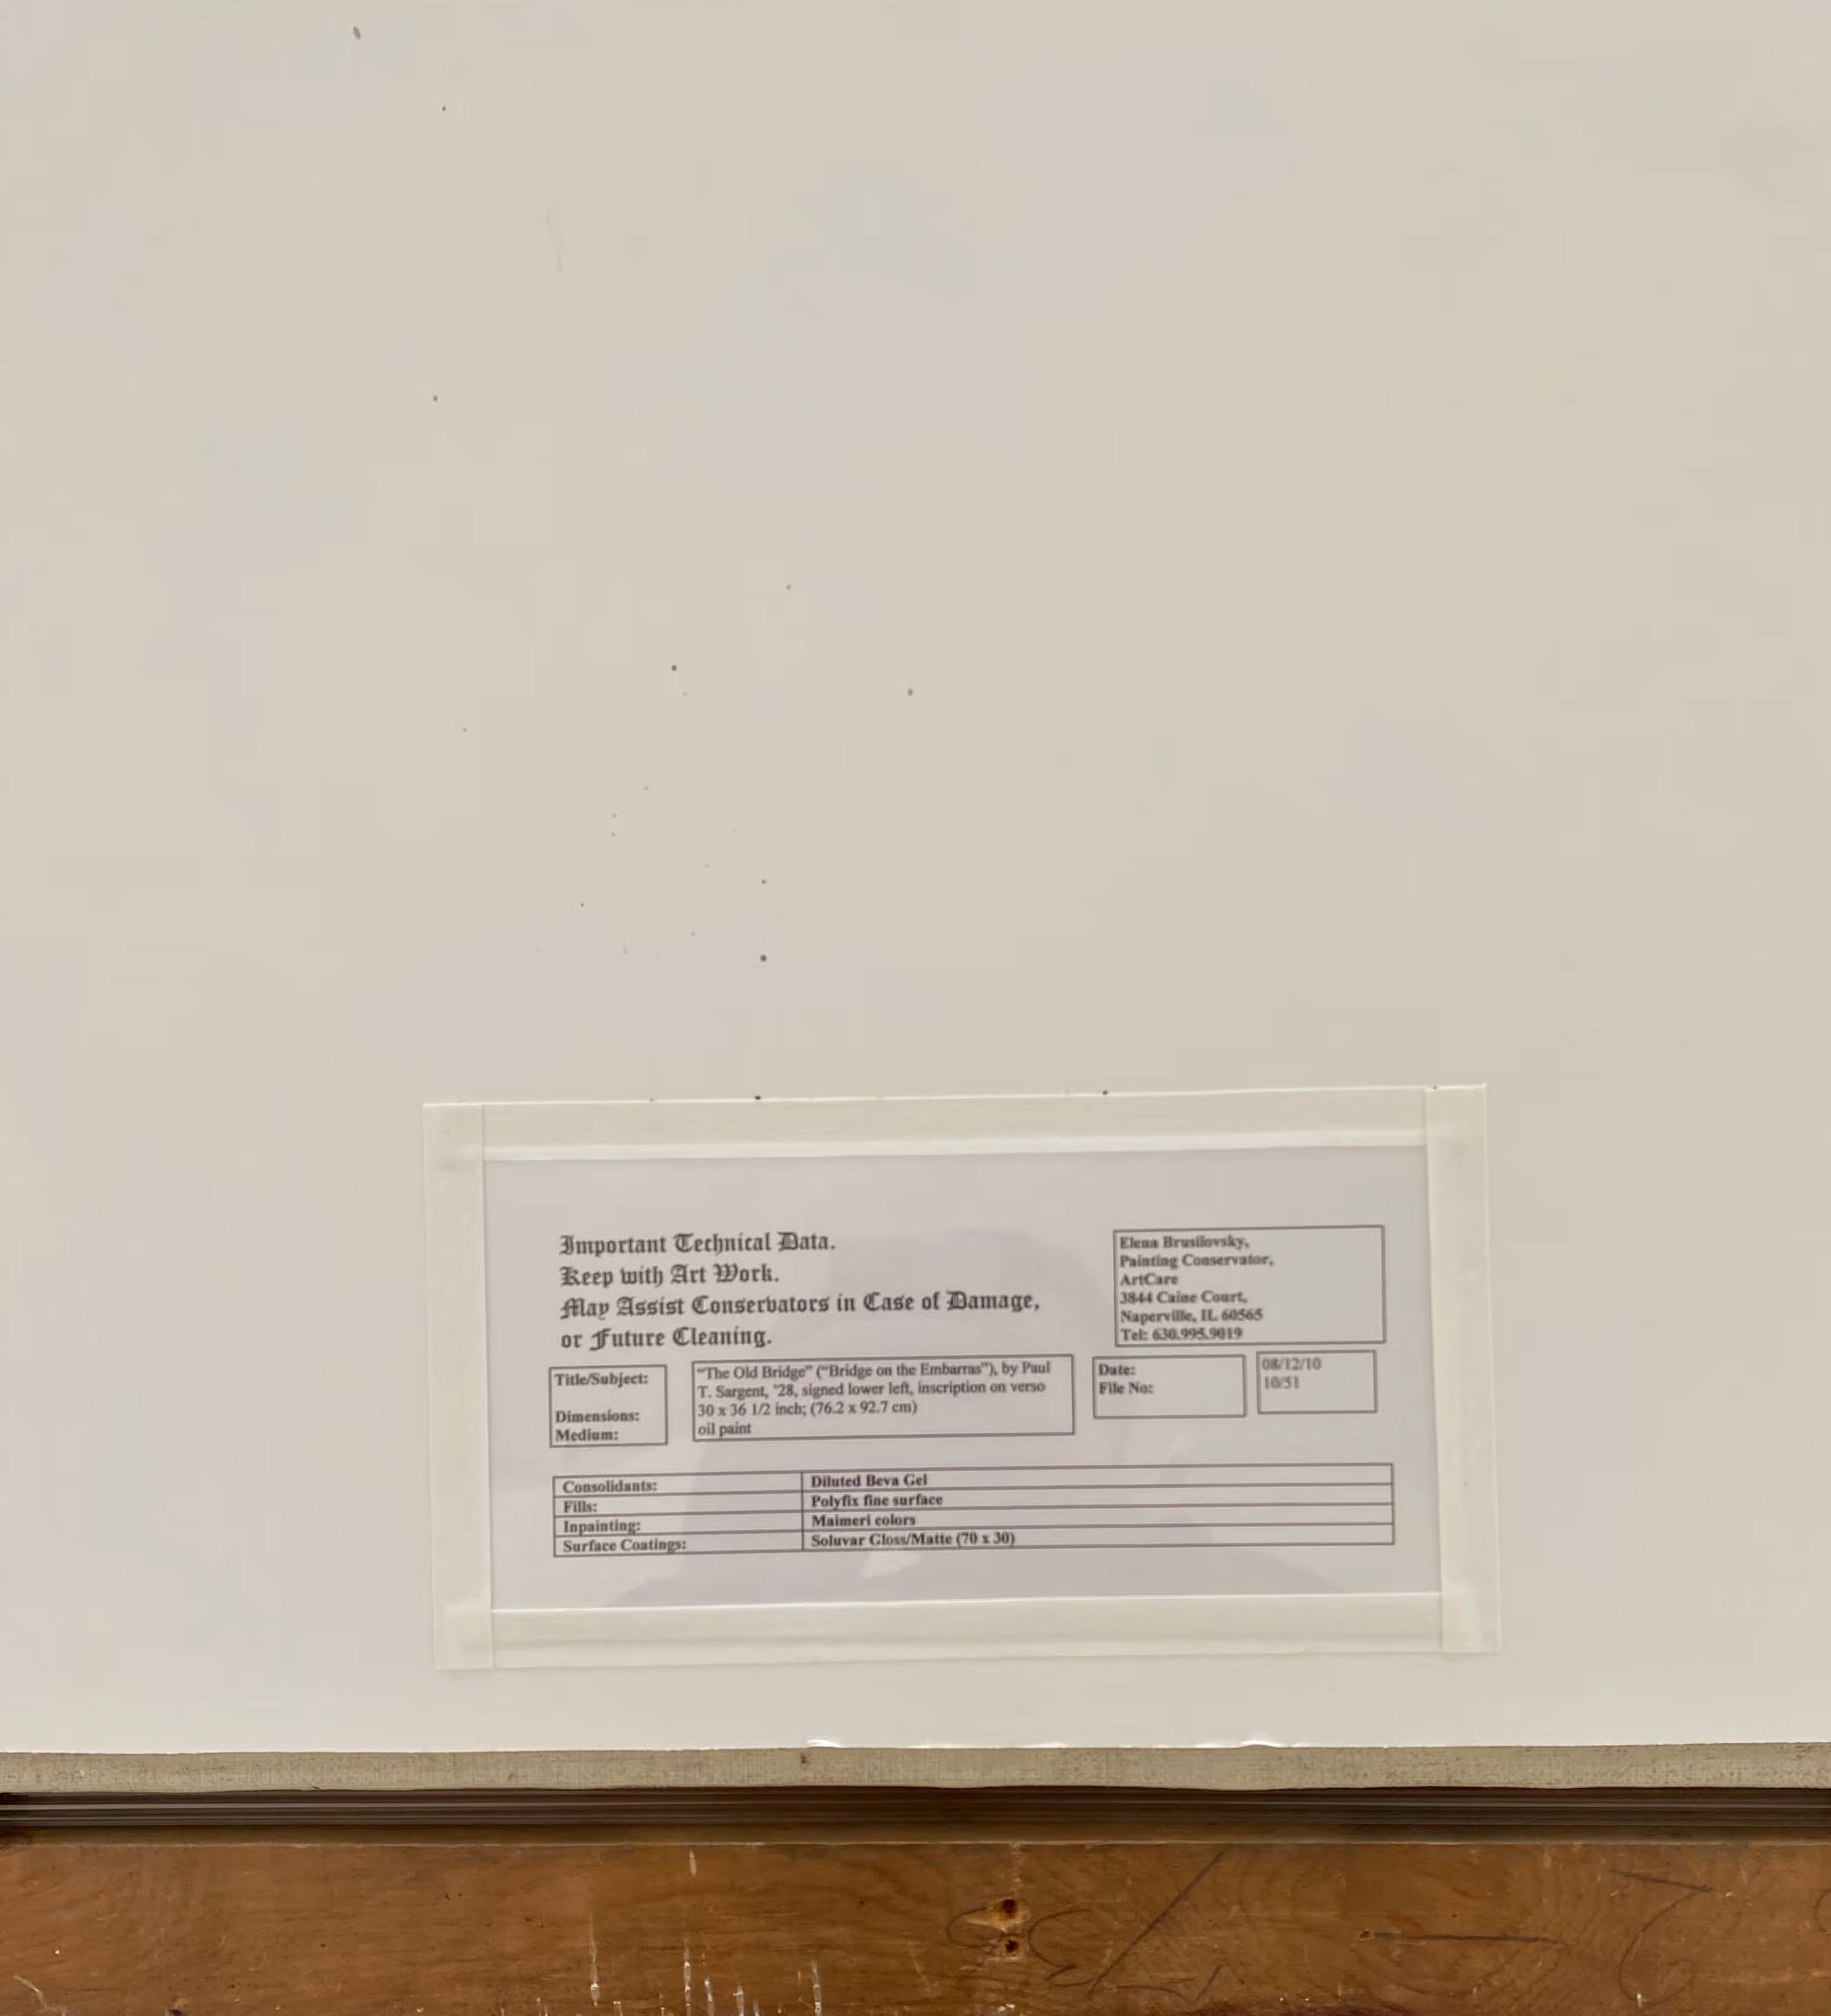 Important Technical Data.
Keep with Art Work.
May Assist Conservators in Case of Damage,
or Future Cleaning.
Elena Brusilovsky,
Painting Conservator,
ArtCare
3844 Caine Court,
Naperville, IL 60565
Tel: 630.995.9019
Title/Subject:
Dimensions:
Medium:
"The Old Bridge" ("Bridge on the Embarras"), by Paul
T. Sargent, '28, signed lower left, inscription on verso
30 x 36 1/2 inch; (76.2 x 92.7 cm)
oil paint
Date:
File No:
08/12/10
10/51
Consolidants: Diluted Beva Gel
Fills: Polyfix fine surface
Inpainting: Maimeri colors
Surface Coatings: Soluvar Gloss/Matte (70 x 30)